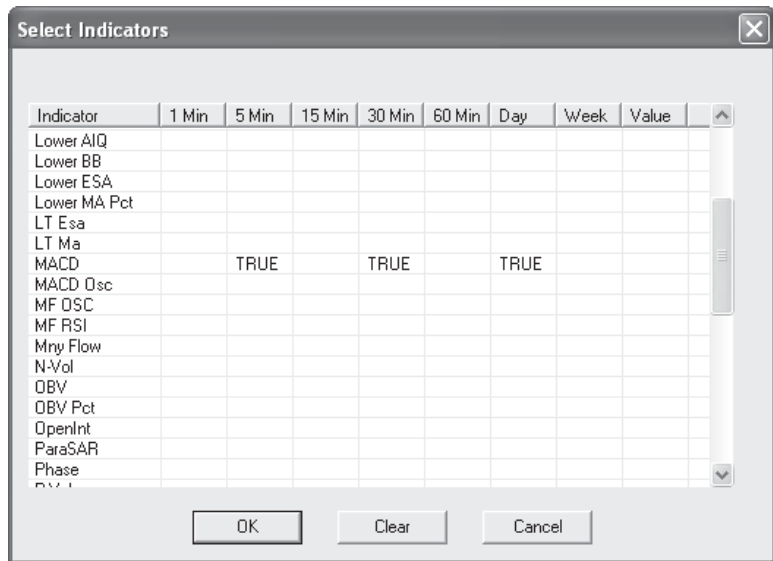 Select Indicators
Indicator 1 Min 5 Min 15 Min 30 Min 60 Min Day Week Value
Lower AIQ
Lower BB
Lower ESA
Lower MA Pct
LT Esa
LT Ma
MACD TRUE TRUE TRUE
MACD Osc
MF OSC
MF RSI
Mny Flow
N-Vol
OBV
OBV Pct
OpenInt
ParaSAR
Phase
OK Clear Cancel